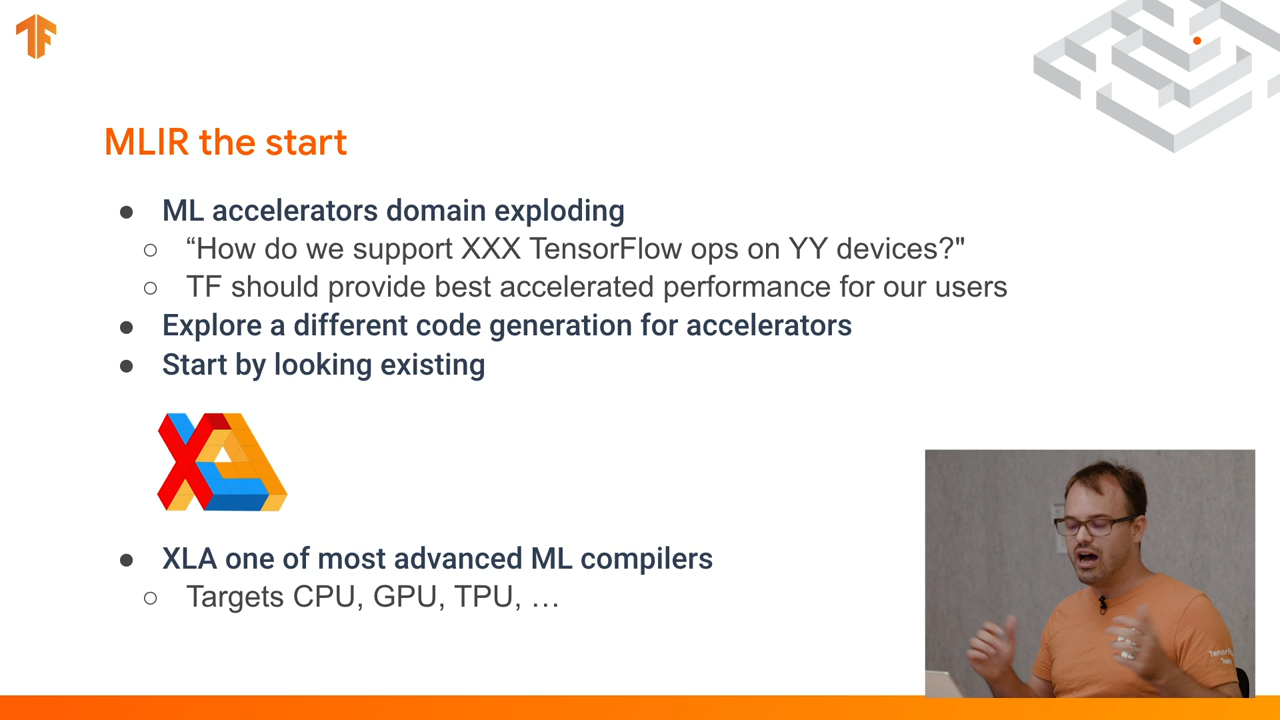 MLIR the start
● ML accelerators domain exploding
○ “How do we support XXX TensorFlow ops on YY devices?"
○ TF should provide best accelerated performance for our users
● Explore a different code generation for accelerators
● Start by looking existing
XLA
● XLA one of most advanced ML compilers
○ Targets CPU, GPU, TPU, …